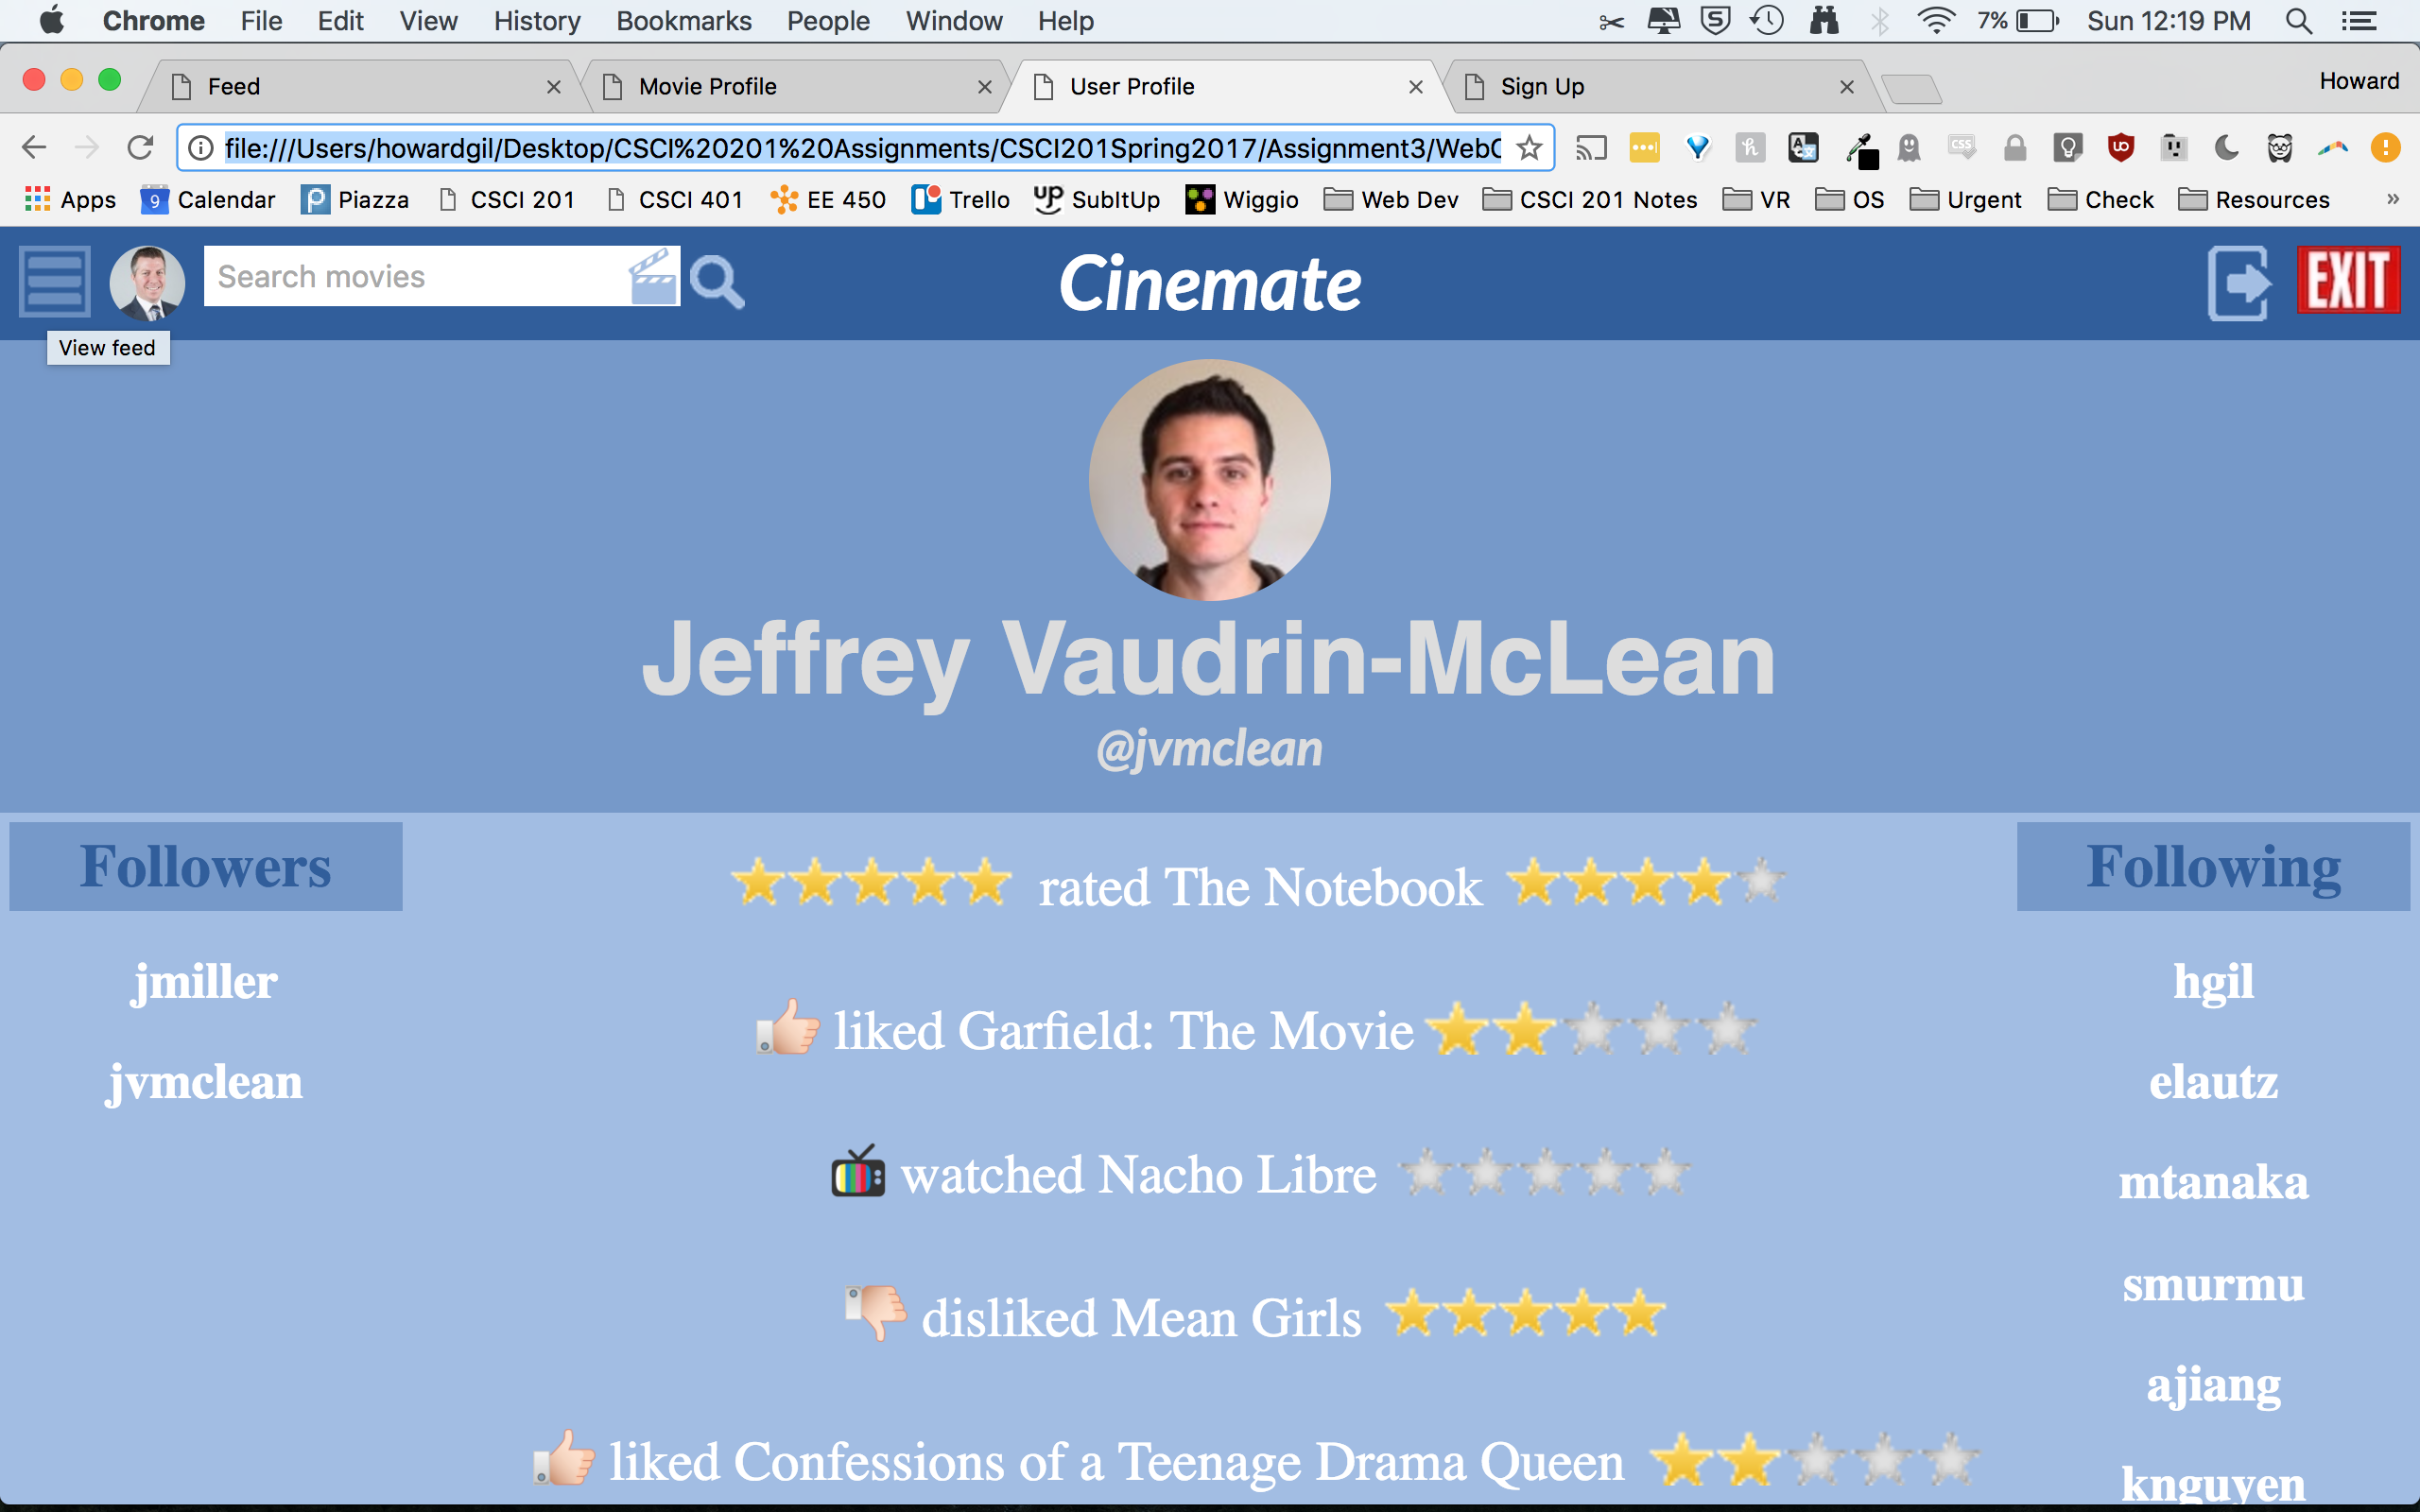 Chrome File Edit View History Bookmarks People Window Help 7% Sun 12:19 PM
Feed Movie Profile User Profile Sign Up Howard
file:///Users/howardgil/Desktop/CSCI%20201%20Assignments/CSCI201Spring2017/Assignment3/WebC
Apps 9 Calendar Piazza CSCI 201 CSCI 401 EE 450 Trello UP SubItUp Wiggio Web Dev CSCI 201 Notes VR OS Urgent Check Resources »
Search movies Cinemate EXIT
View feed
Jeffrey Vaudrin-McLean
@jvmclean
Followers
jmiller
jvmclean
rated The Notebook
liked Garfield: The Movie
watched Nacho Libre
disliked Mean Girls
liked Confessions of a Teenage Drama Queen
Following
hgil
elautz
mtanaka
smurmu
ajiang
knguyen